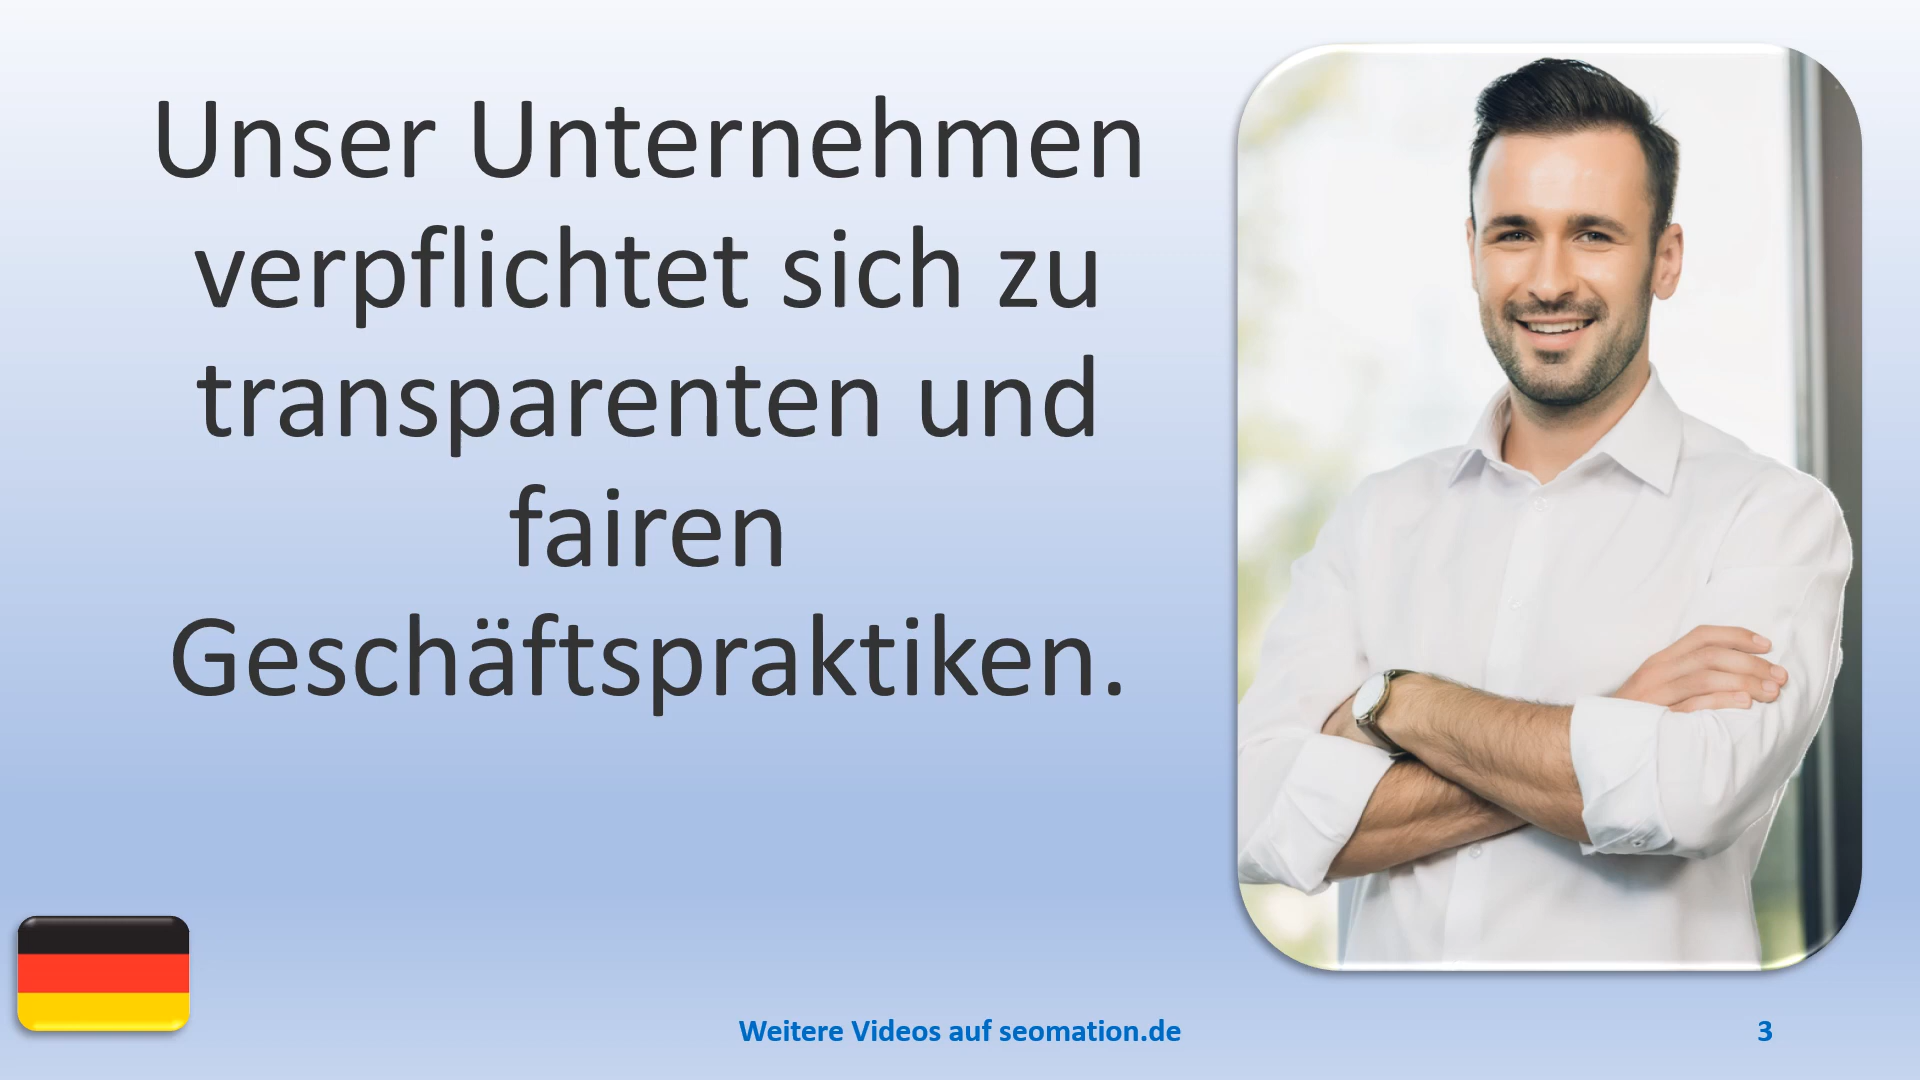 Unser Unternehmen
verpflichtet sich zu
transparenten und
fairen
Geschäftspraktiken.
Weitere Videos auf seomation.de
3